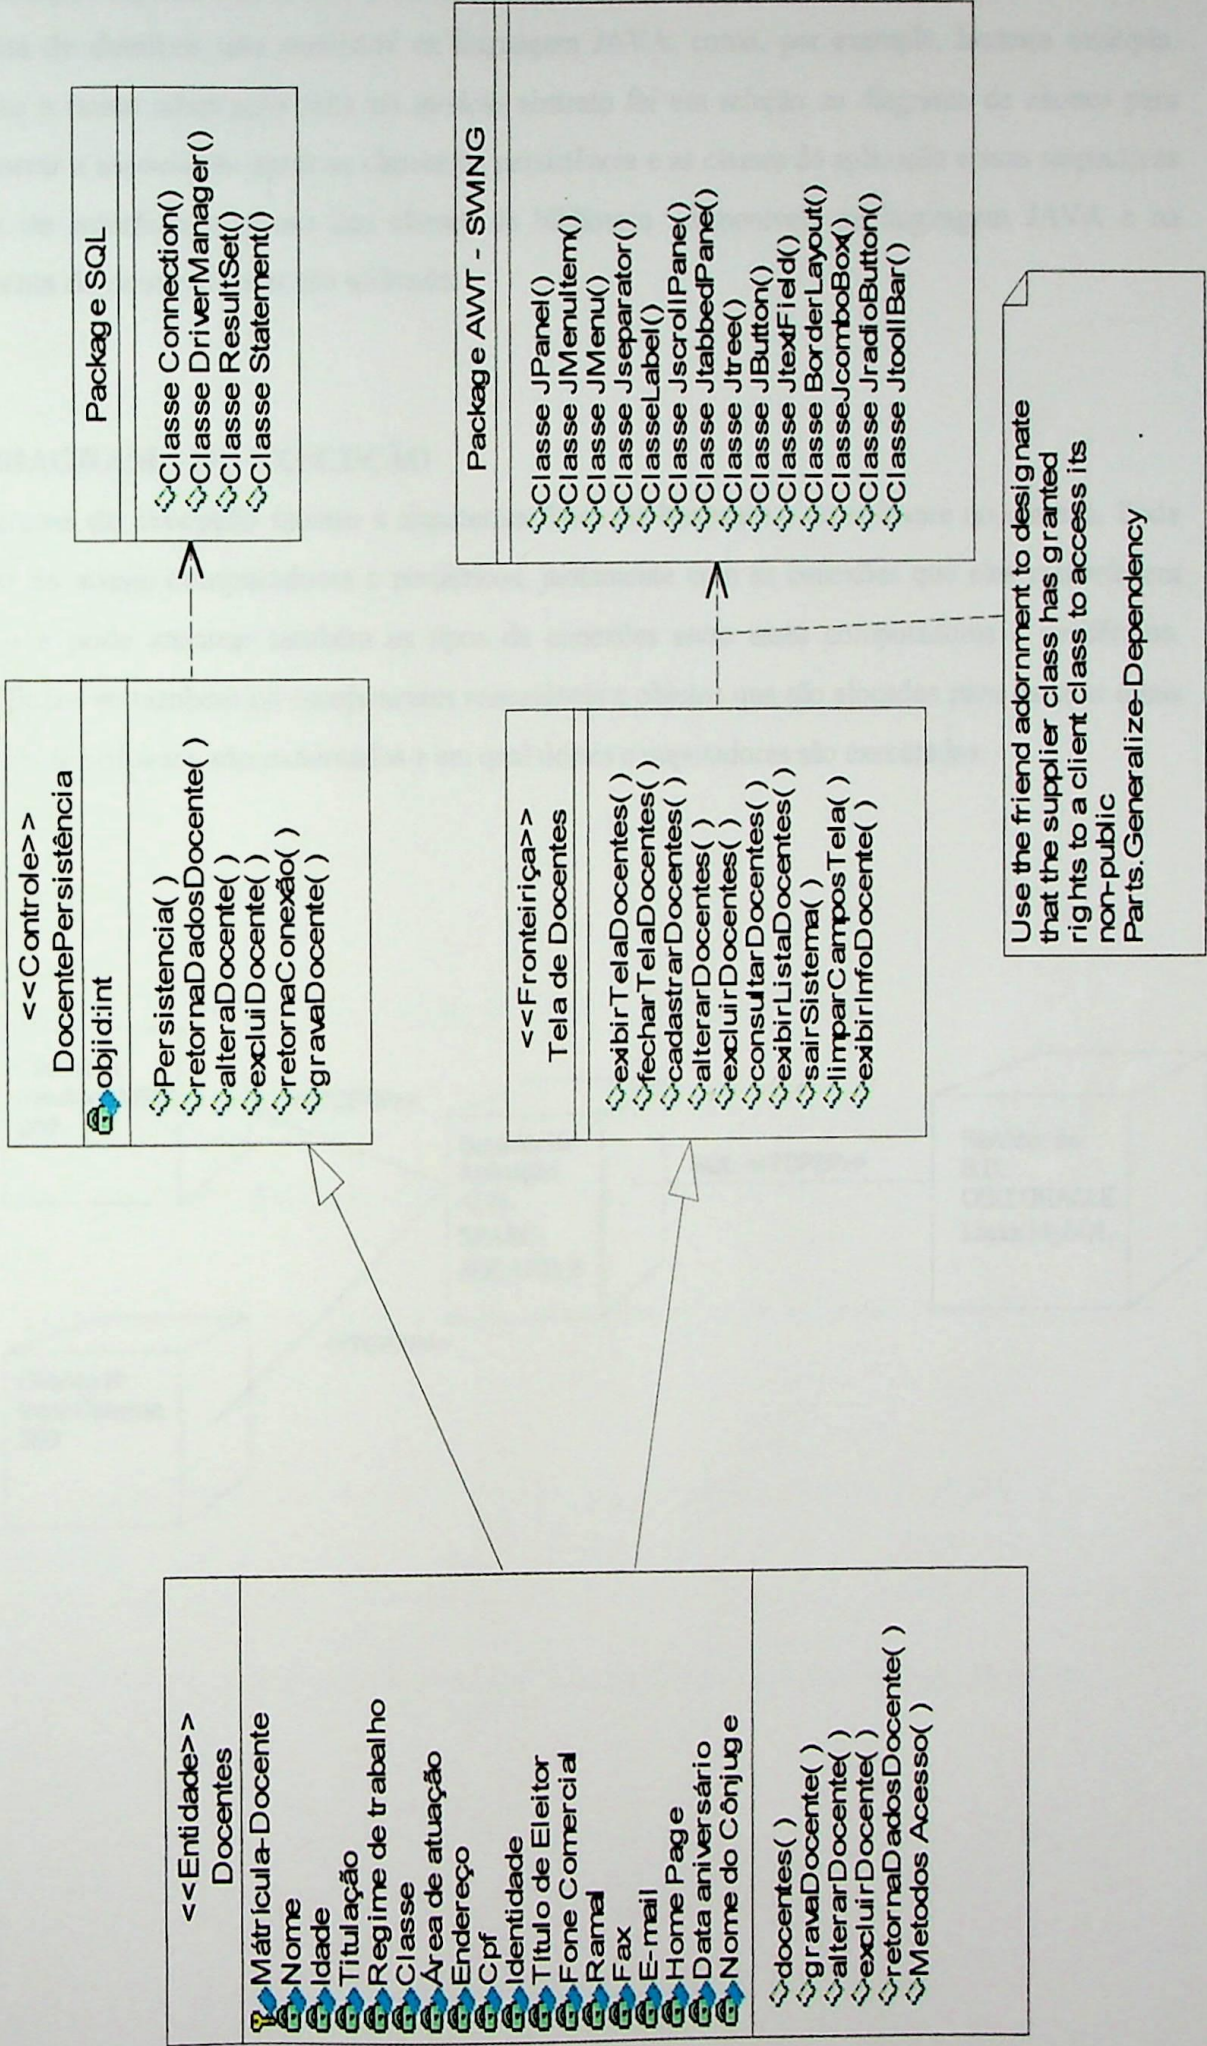 <<Entidade>>
Docentes
Mátrícula-Docente
Nome
Idade
Titulação
Regime de trabalho
Classe
Área de atuação
Endereço
Cpf
Identidade
Título de Eleitor
Fone Comercial
Ramal
Fax
E-mail
Home Page
Data aniversário
Nome do Cônjuge
docentes( )
gravaDocente( )
alterarDocente( )
excluirDocente( )
retornaDadosDocente( )
Metodos Acesso( )
<<Controle>>
DocentePersistência
objid:int
Persistencia( )
retornaDadosDocente( )
alteraDocente( )
excluiDocente( )
retornaConexão( )
gravaDocente( )
<<Fronteiriça>>
Tela de Docentes
exibirTelaDocentes( )
fecharTelaDocentes( )
cadastrarDocentes( )
alterarDocentes( )
excluirDocentes( )
consultarDocentes( )
exibirListaDocentes( )
sairSistema( )
limparCamposTela( )
exibirInfoDocente( )
Package SQL
Classe Connection()
Classe DriverManager()
Classe ResultSet()
Classe Statement()
Package AWT - SWING
Classe JPanel()
Classe JMenuItem()
Classe JMenu()
Classe Jseparator()
ClasseLabel()
Classe JscrollPane()
Classe JtabbedPane()
Classe Jtree()
Classe JButton()
Classe JtextField()
Classe BorderLayout()
ClasseJcomboBox()
Classe JradioButton()
Classe JtoollBar()
Use the friend adornment to designate
that the supplier class has granted
rights to a client class to access its
non-public
Parts.Generalize-Dependency